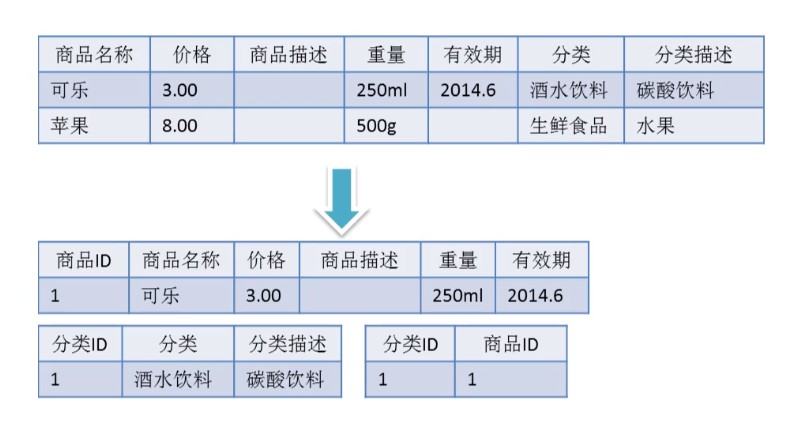 商品名称 价格 商品描述 重量 有效期 分类 分类描述
可乐 3.00 250ml 2014.6 酒水饮料 碳酸饮料
苹果 8.00 500g 生鲜食品 水果
商品ID 商品名称 价格 商品描述 重量 有效期
1 可乐 3.00 250ml 2014.6
分类ID 分类 分类描述
1 酒水饮料 碳酸饮料
分类ID 商品ID
1 1